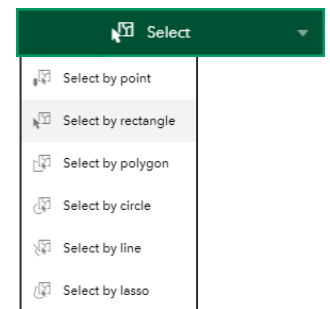 Select
Select by point
Select by rectangle
Select by polygon
Select by circle
Select by line
Select by lasso